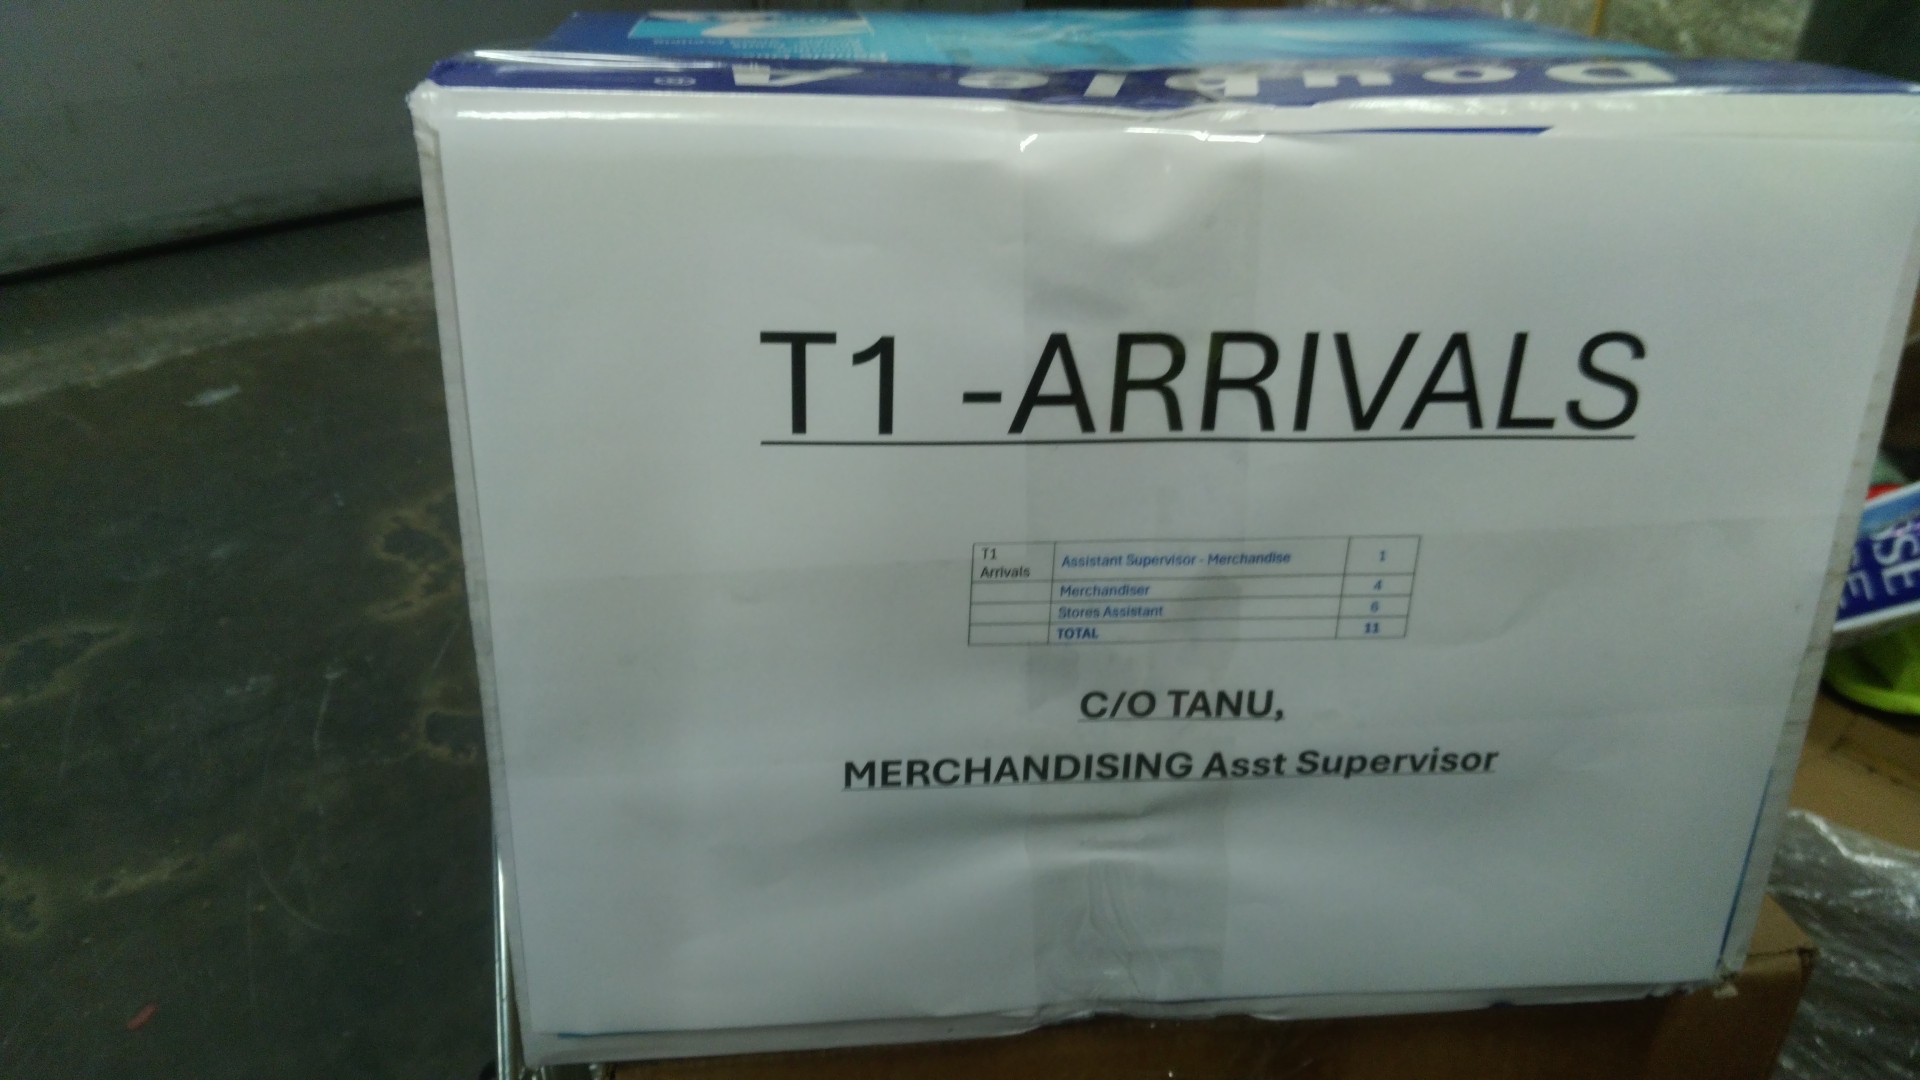 Double A
T1 -ARRIVALS
T1 Arrivals Assistant Supervisor - Merchandise 1
Merchandiser 4
Stores Assistant 6
TOTAL 11
C/O TANU,
MERCHANDISING Asst Supervisor